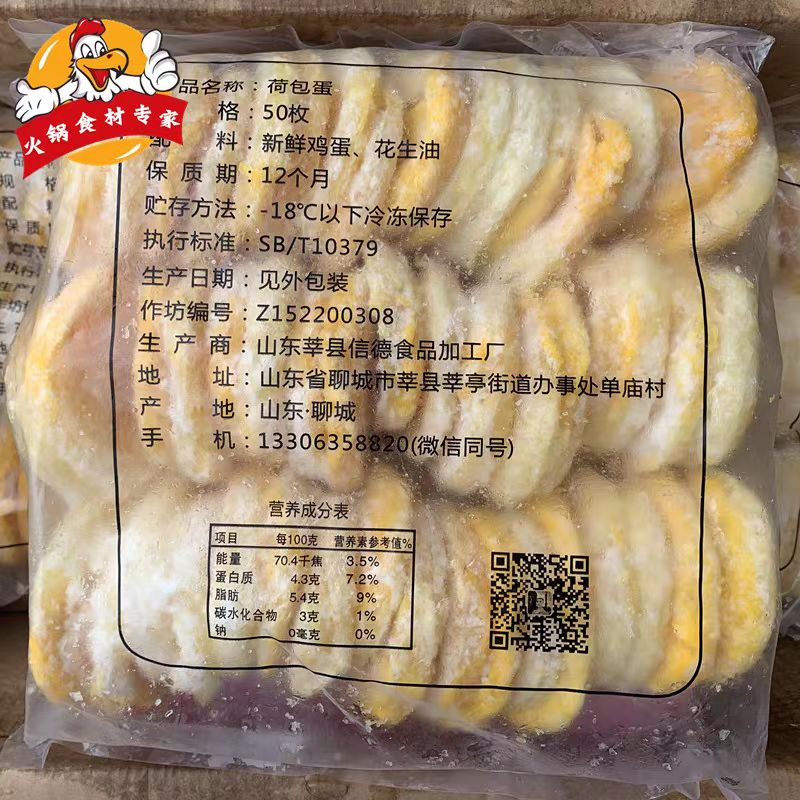 火锅食材专家
品名称：荷包蛋
格：50枚
配 料：新鲜鸡蛋、花生油
保 质 期：12个月
贮存方法：-18℃以下冷冻保存
执行标准：SB/T10379
生产日期：见外包装
作坊编号：Z152200308
生 产 商：山东莘县信德食品加工厂
地 址：山东省聊城市莘县莘亭街道办事处单庙村
产 地：山东·聊城
手 机：13306358820(微信同号)
营养成分表
项目 每100克 营养素参考值%
能量 70.4千焦 3.5%
蛋白质 4.3克 7.2%
脂肪 5.4克 9%
碳水化合物 3克 1%
钠 0毫克 0%